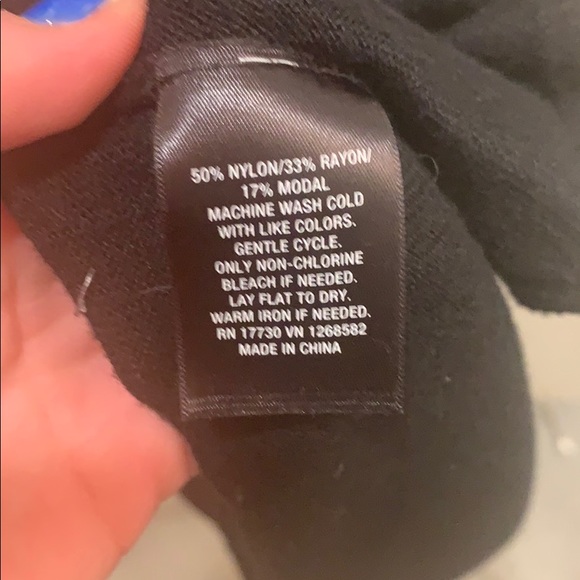 50% NYLON/33% RAYON/
17% MODAL
MACHINE WASH COLD
WITH LIKE COLORS.
GENTLE CYCLE.
ONLY NON-CHLORINE
BLEACH IF NEEDED.
LAY FLAT TO DRY.
WARM IRON IF NEEDED.
RN 17730 VN 1268582
MADE IN CHINA